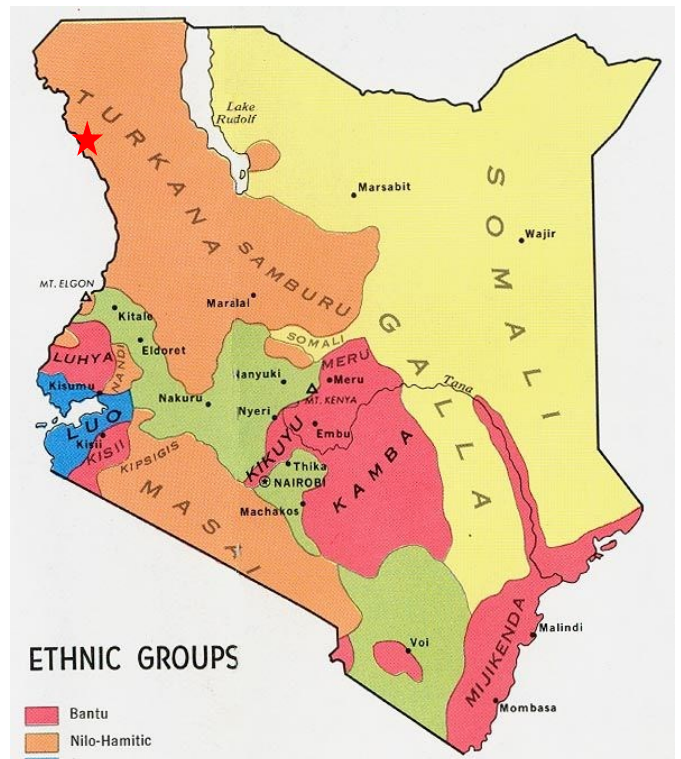 TURKANA
Lake
Rudolf
D
Marsabit
SOMALI
Wajir
SAMBURU
MT. ELGON
Maralal
Kitale
GALLA
Eldoret
SOMALI
LUHYA
NANDI
MERU
Nanyuki
Meru
Tana
Kisumu
MT. KENYA
Nakuru
Nyeri
LUO
Embu
Kisii
KIKUYU
KISII
KIPSIGIS
Thika
KAMBA
NAIROBI
MASAI
Machakos
Voi
MIJIKENDA
Malindi
Mombasa
ETHNIC GROUPS
Bantu
Nilo-Hamitic